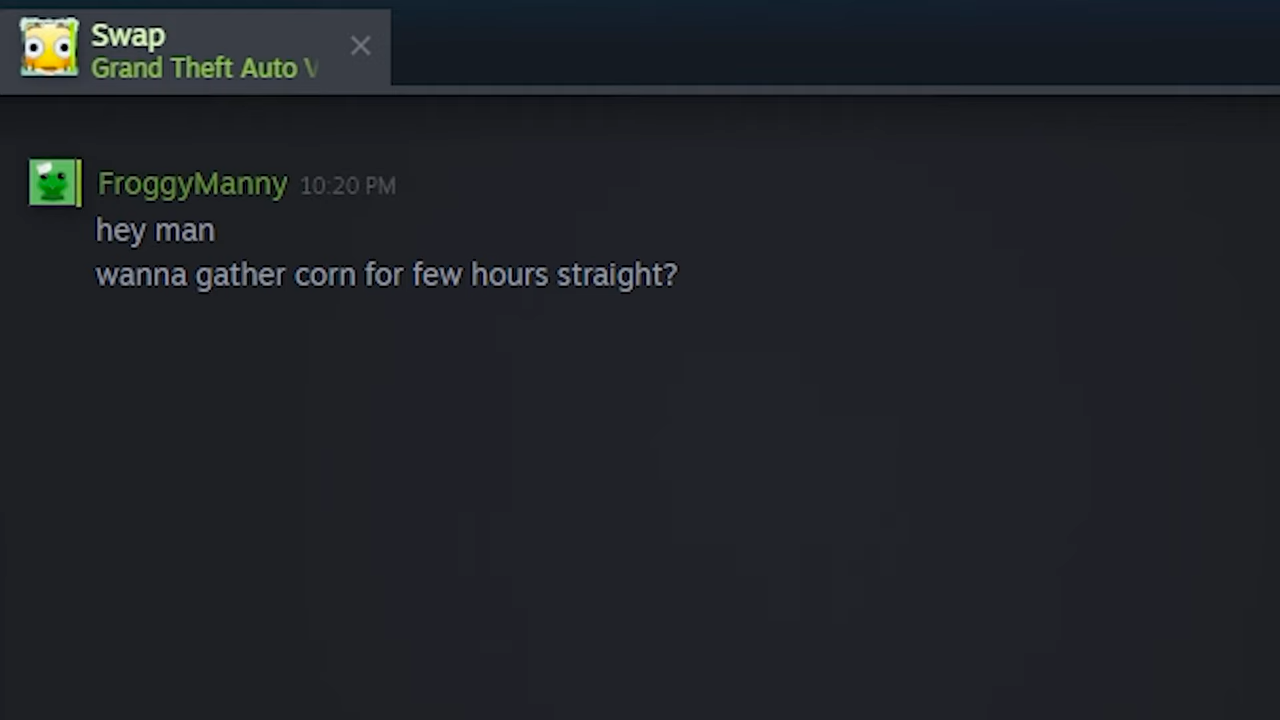 Swap
Grand Theft Auto V
FroggyManny 10:20 PM
hey man
wanna gather corn for few hours straight?